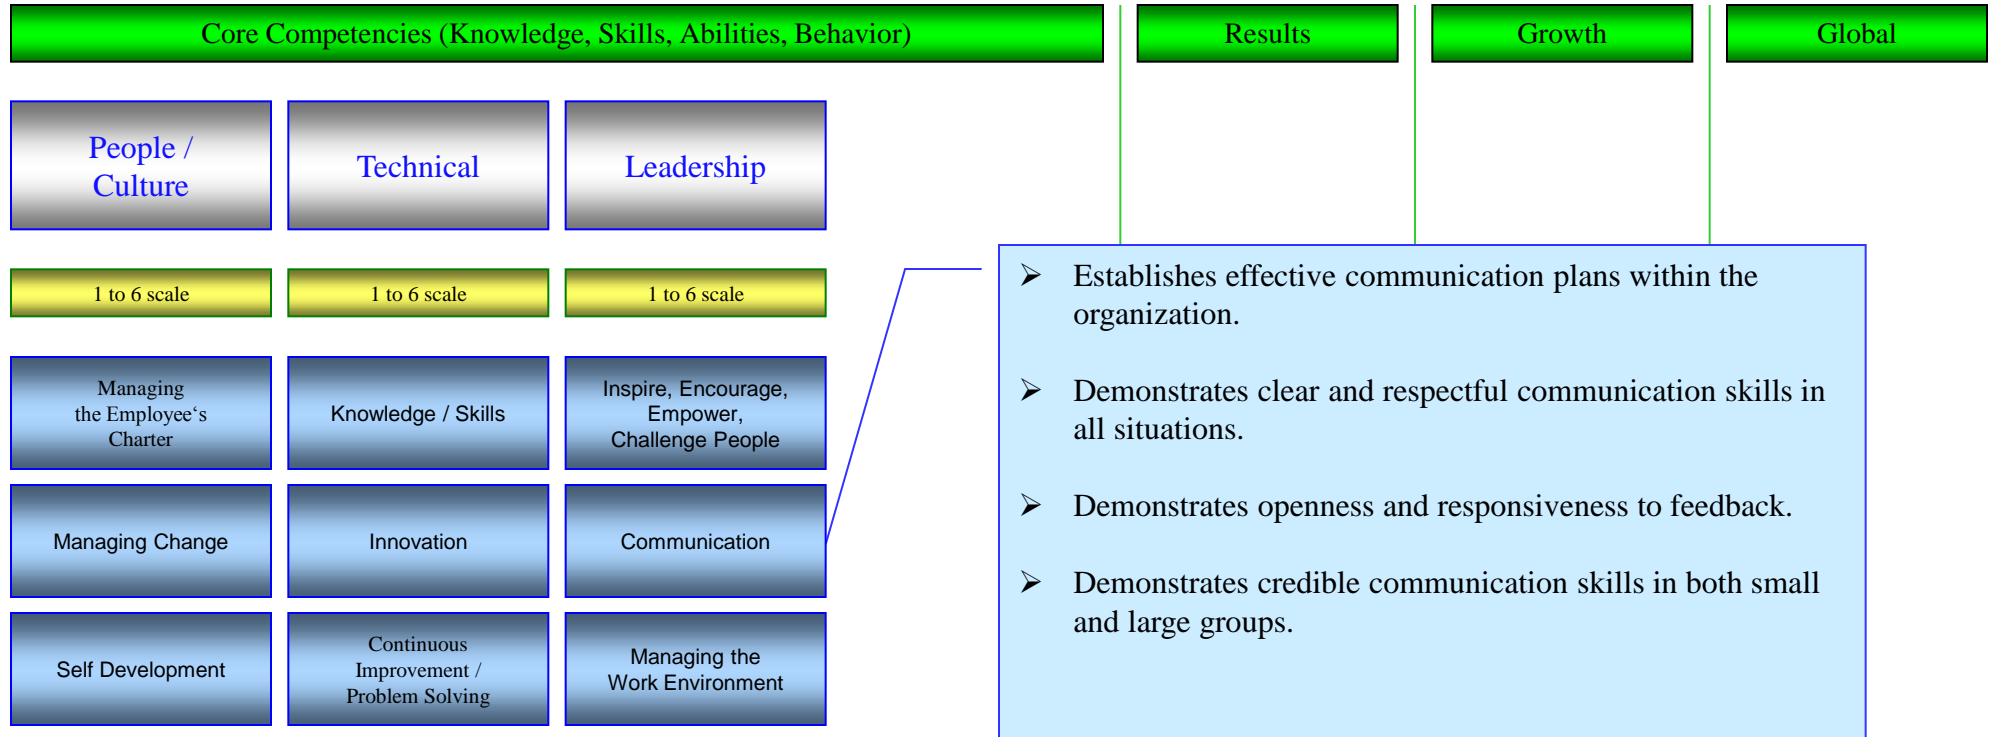 Core Competencies (Knowledge, Skills, Abilities, Behavior)
Results
Growth
Global
People /
Culture
Technical
Leadership
1 to 6 scale
1 to 6 scale
1 to 6 scale
Managing
the Employee‘s
Charter
Knowledge / Skills
Inspire, Encourage,
Empower,
Challenge People
Managing Change
Innovation
Communication
Self Development
Continuous
Improvement /
Problem Solving
Managing the
Work Environment
➢ Establishes effective communication plans within the
organization.
➢ Demonstrates clear and respectful communication skills in
all situations.
➢ Demonstrates openness and responsiveness to feedback.
➢ Demonstrates credible communication skills in both small
and large groups.